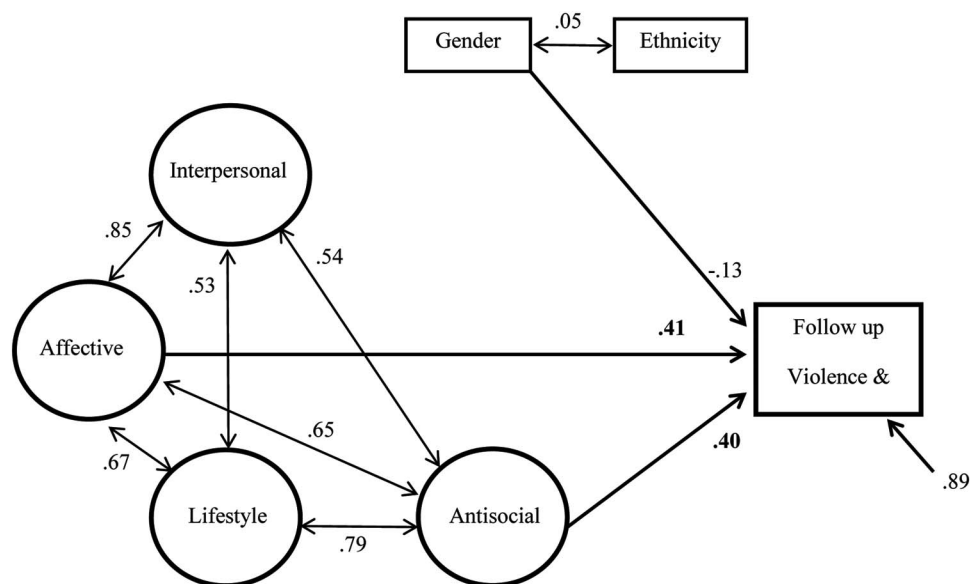 Gender
.05
Ethnicity
Interpersonal
.85
.54
.53
-.13
Affective
.41
Follow up
Violence &
.65
.40
.67
.89
Lifestyle
.79
Antisocial